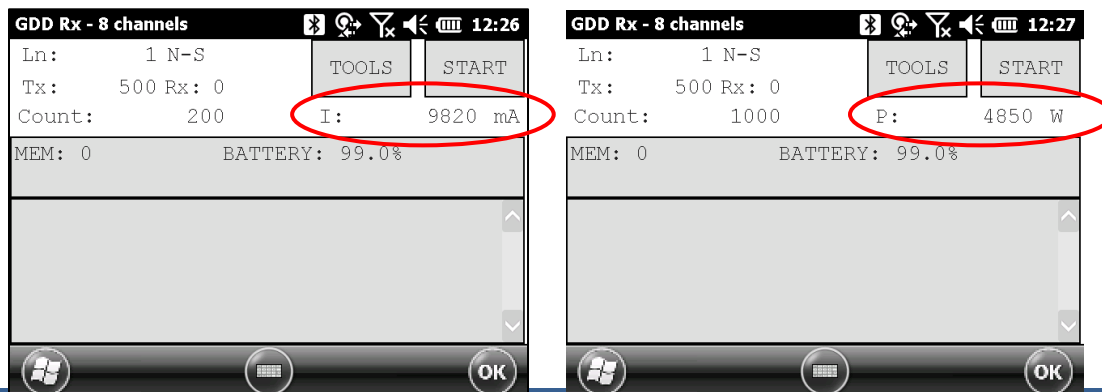 GDD Rx - 8 channels 12:26
Ln: 1 N-S TOOLS START
Tx: 500 Rx: 0
Count: 200 I: 9820 mA
MEM: 0 BATTERY: 99.0%
OK
GDD Rx - 8 channels 12:27
Ln: 1 N-S TOOLS START
Tx: 500 Rx: 0
Count: 1000 P: 4850 W
MEM: 0 BATTERY: 99.0%
OK